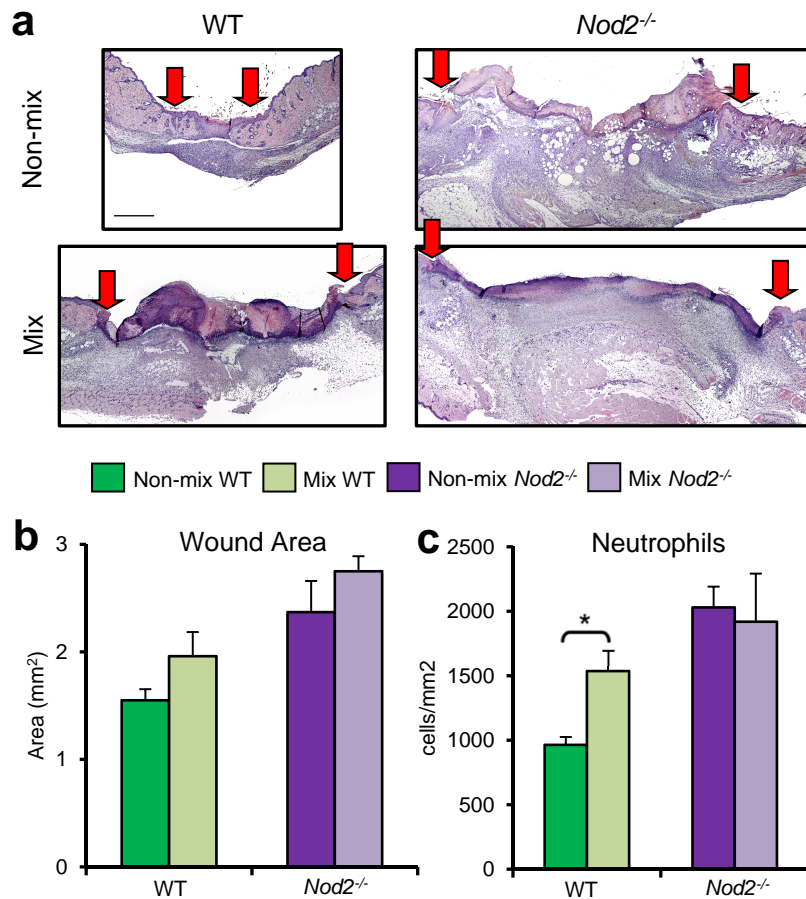 a
WT
Nod2-/-
Non-mix
Mix
Non-mix WT
Mix WT
Non-mix Nod2-/-
Mix Nod2-/-
b
Wound Area
3
2
1
0
Area (mm²)
WT
Nod2-/-
c
Neutrophils
2500
2000
1500
1000
500
0
cells/mm2
*
WT
Nod2-/-